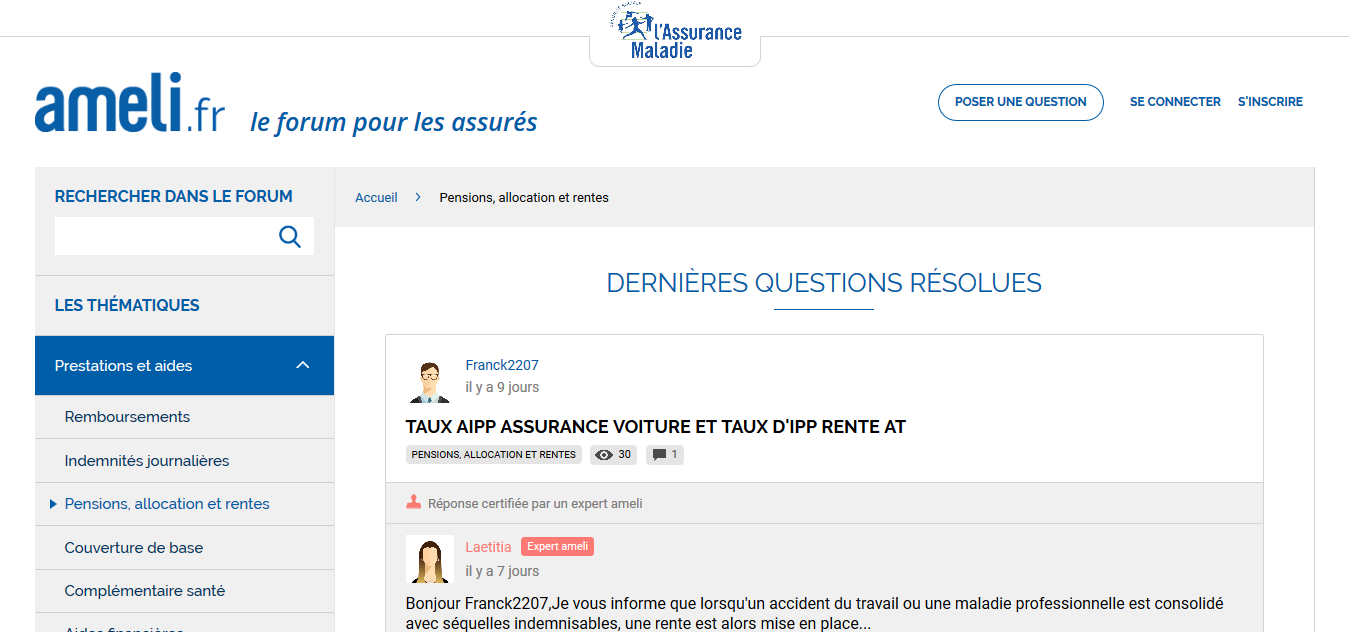 l'Assurance
Maladie
ameli.fr le forum pour les assurés
POSER UNE QUESTION SE CONNECTER S'INSCRIRE
RECHERCHER DANS LE FORUM
LES THÉMATIQUES
Prestations et aides
Remboursements
Indemnités journalières
Pensions, allocation et rentes
Couverture de base
Complémentaire santé
Aides financières
Accueil > Pensions, allocation et rentes
DERNIÈRES QUESTIONS RÉSOLUES
Franck2207
il y a 9 jours
TAUX AIPP ASSURANCE VOITURE ET TAUX D'IPP RENTE AT
PENSIONS, ALLOCATION ET RENTES 30 1
Réponse certifiée par un expert ameli
Laetitia Expert ameli
il y a 7 jours
Bonjour Franck2207,Je vous informe que lorsqu'un accident du travail ou une maladie professionnelle est consolidé
avec séquelles indemnisables, une rente est alors mise en place...